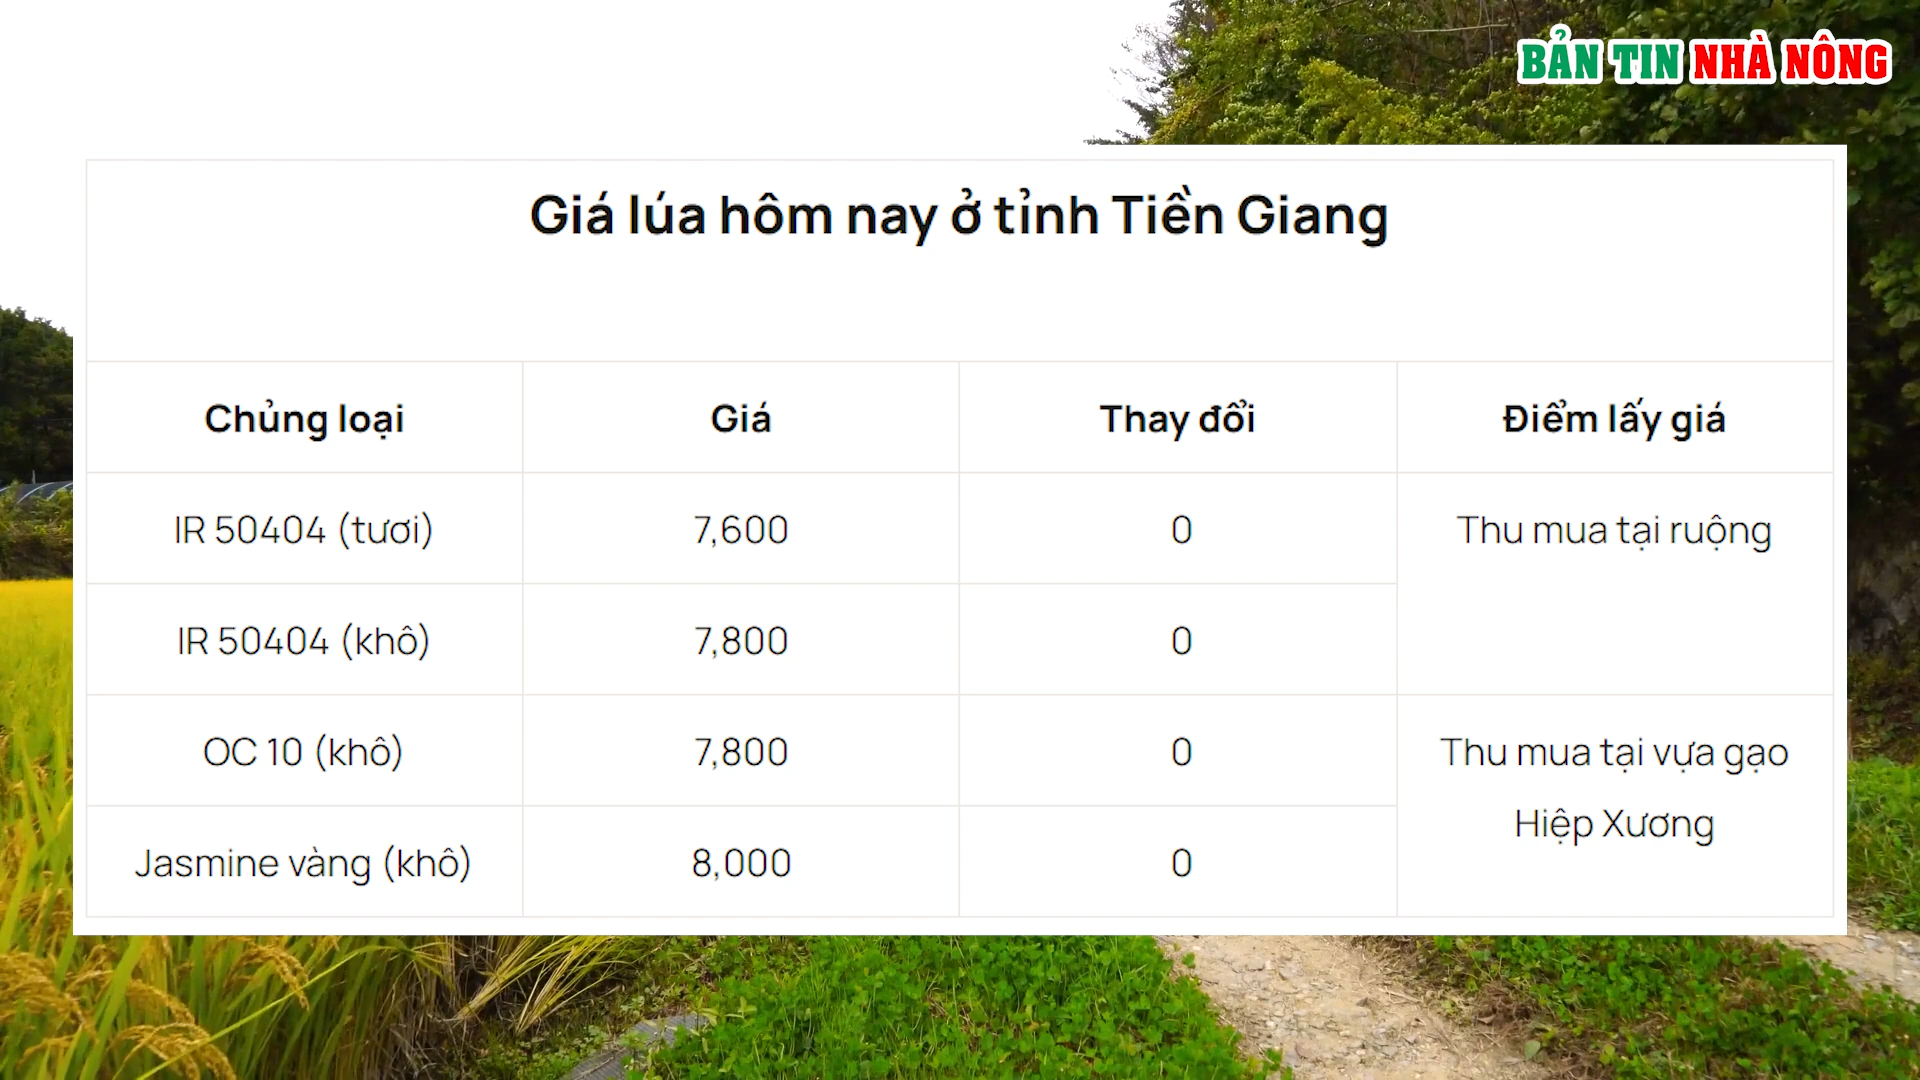 BẢN TIN NHÀ NÔNG
Giá lúa hôm nay ở tỉnh Tiền Giang
Chủng loại Giá Thay đổi Điểm lấy giá
IR 50404 (tươi) 7,600 0 Thu mua tại ruộng
IR 50404 (khô) 7,800 0
OC 10 (khô) 7,800 0 Thu mua tại vựa gạo
Hiệp Xương
Jasmine vàng (khô) 8,000 0